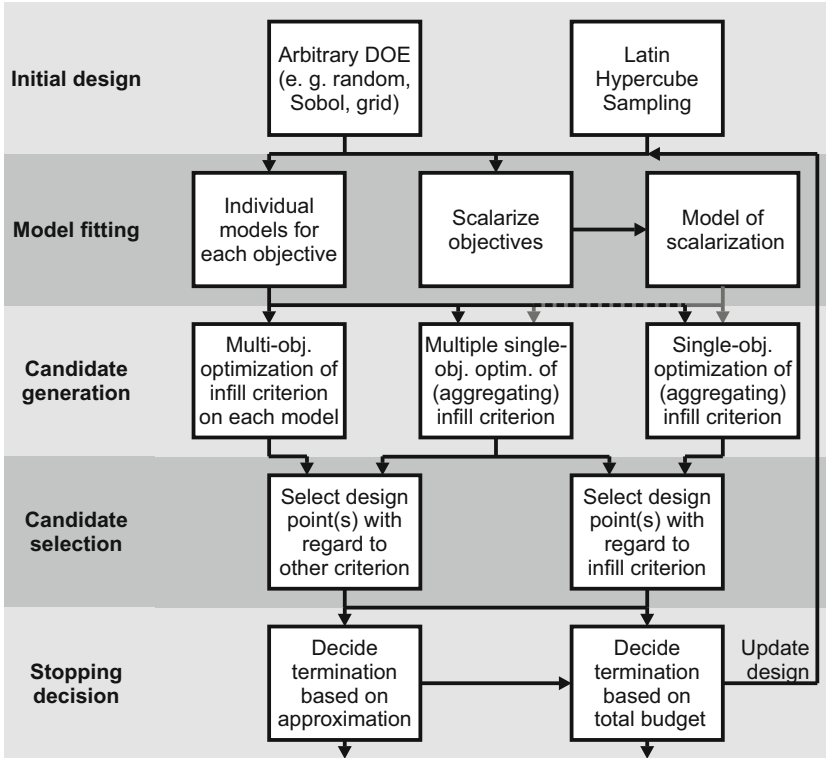 Initial design
Arbitrary DOE
(e. g. random,
Sobol, grid)
Latin
Hypercube
Sampling
Model fitting
Individual
models for
each objective
Scalarize
objectives
Model of
scalarization
Candidate
generation
Multi-obj.
optimization of
infill criterion
on each model
Multiple single-
obj. optim. of
(aggregating)
infill criterion
Single-obj.
optimization of
(aggregating)
infill criterion
Candidate
selection
Select design
point(s) with
regard to
other criterion
Select design
point(s) with
regard to
infill criterion
Stopping
decision
Decide
termination
based on
approximation
Decide
termination
based on
total budget
Update
design